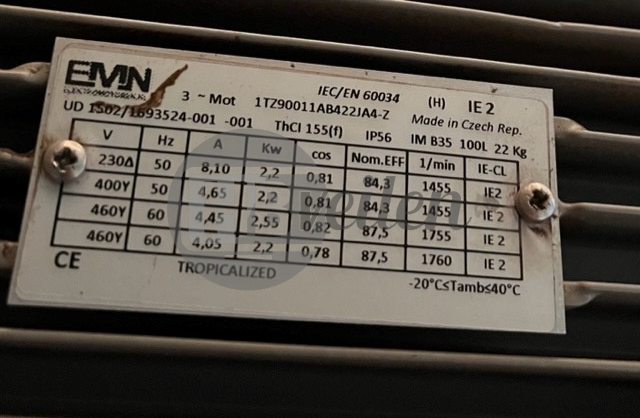 EMN
IEC/EN 60034 (H) IE 2
3 ~ Mot 1TZ90011AB422JA4-Z Made in Czech Rep.
UD 1502/1693524-001 -001 ThCl 155(f) IP56 IM B35 100L 22 Kg
V Hz A Kw cos Nom.EFF 1/min IE-CL
230Δ 50 8,10 2,2 0,81 84,3 1455 IE2
400Y 50 4,65 2,2 0,81 84,3 1455 IE 2
460Y 60 4,45 2,55 0,82 87,5 1755 IE 2
460Y 60 4,05 2,2 0,78 87,5 1760 IE 2
CE TROPICALIZED -20°C≤Tamb≤40°C